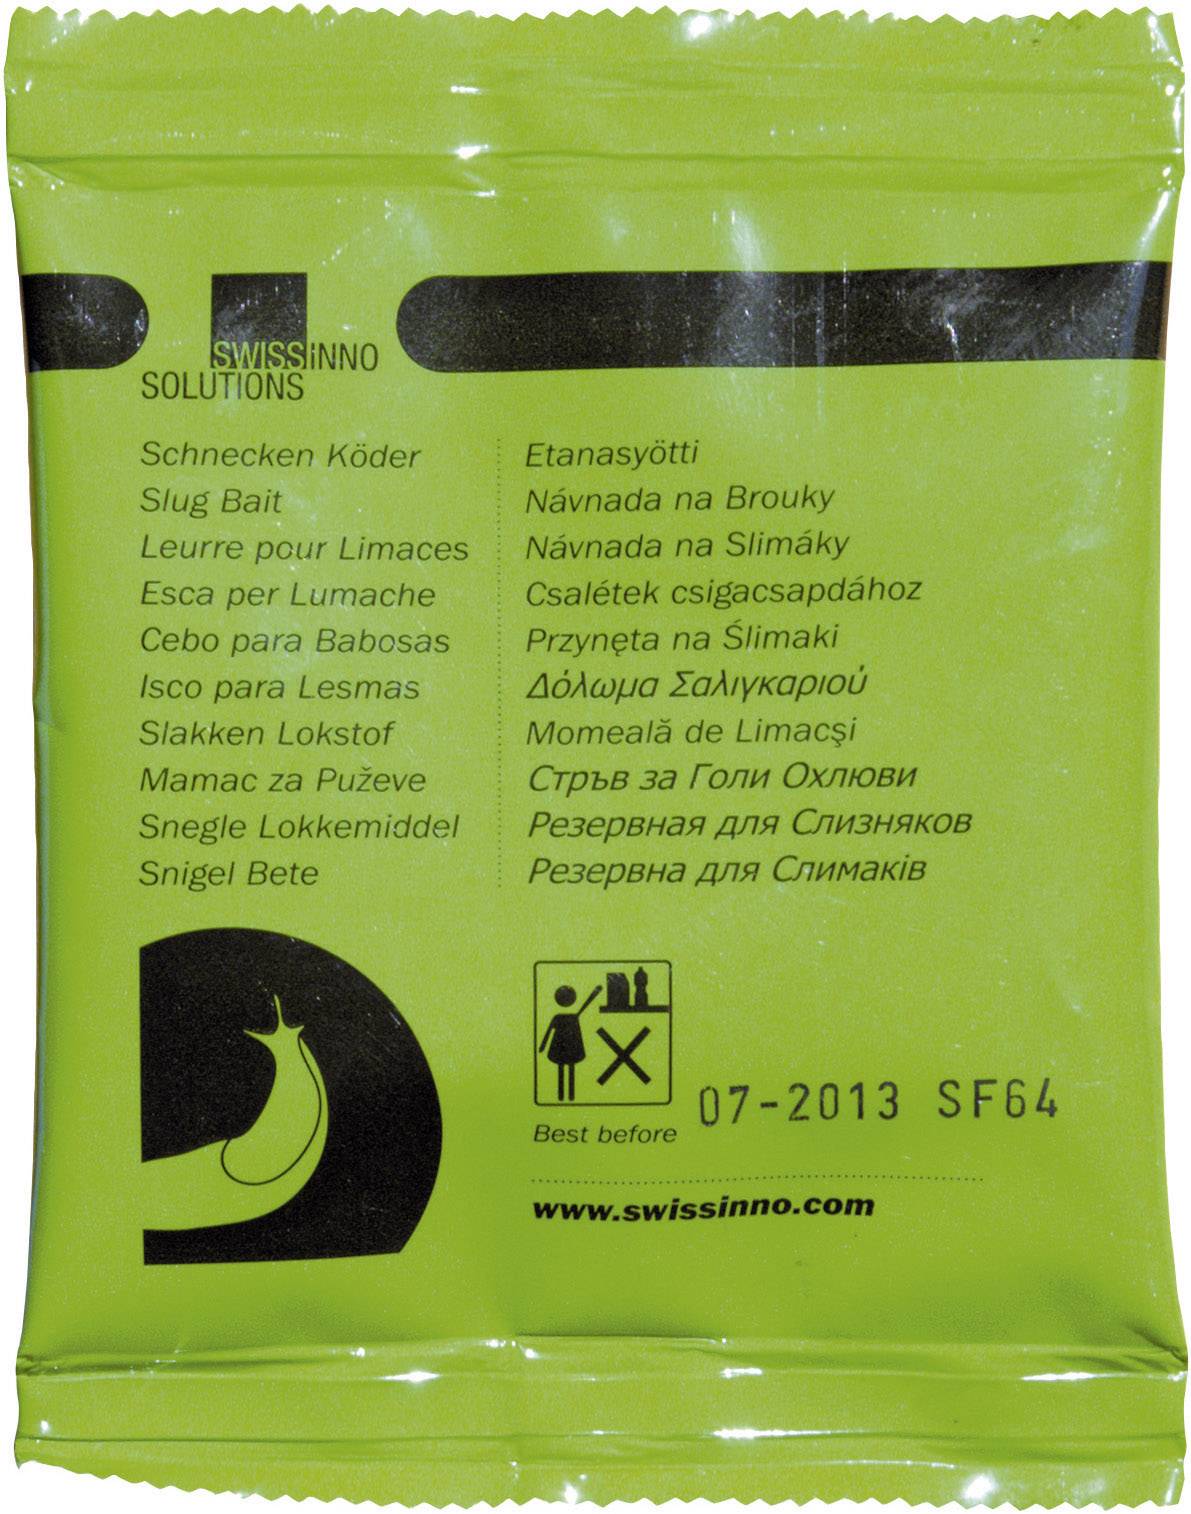 SWISSINNO
SOLUTIONS
Schnecken Köder
Slug Bait
Leurre pour Limaces
Esca per Lumache
Cebo para Babosas
Isco para Lesmas
Slakken Lokstof
Mamac za Puževe
Snegle Lokkemiddel
Snigel Bete
Etanasyötti
Návnada na Brouky
Návnada na Slimáky
Csalétek csigacsapdához
Przynęta na Ślimaki
Δόλωμα Σαλιγκαριού
Momeală de Limacşi
Стръв за Голи Охлюви
Резервная для Слизняков
Резервна для Слимаків
07-2013 SF64
Best before
www.swissinno.com